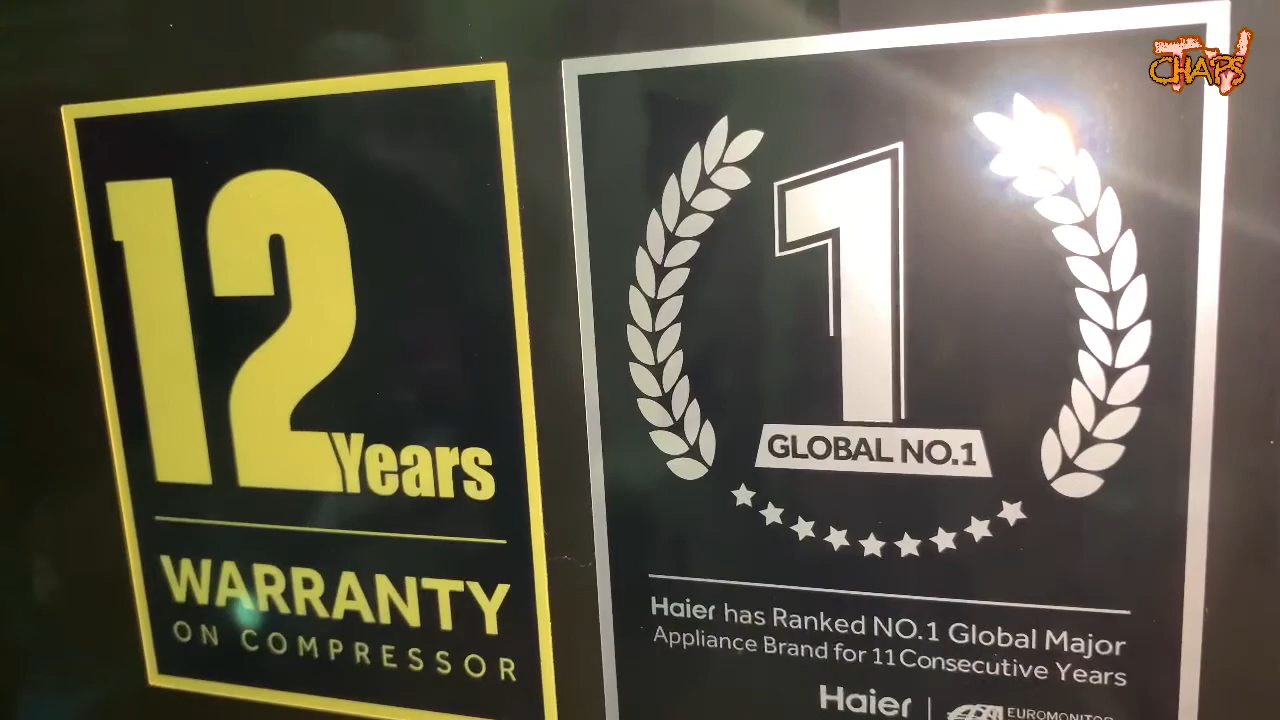 12
Years
WARRANTY
ON COMPRESSOR
1
GLOBAL NO.1
Haier has Ranked NO.1 Global Major
Appliance Brand for 11 Consecutive Years
Haier | EUROMONITOR
TV
CHAPS